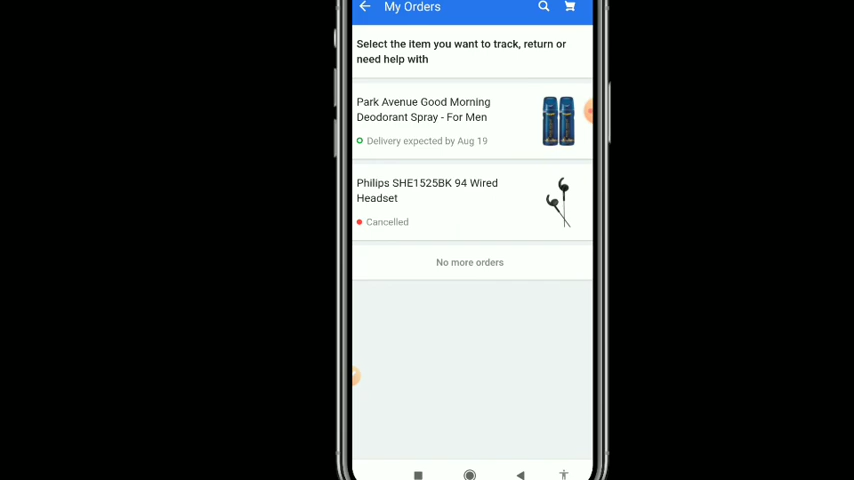 My Orders
Select the item you want to track, return or
need help with
Park Avenue Good Morning
Deodorant Spray - For Men
Delivery expected by Aug 19
Philips SHE1525BK 94 Wired
Headset
Cancelled
No more orders